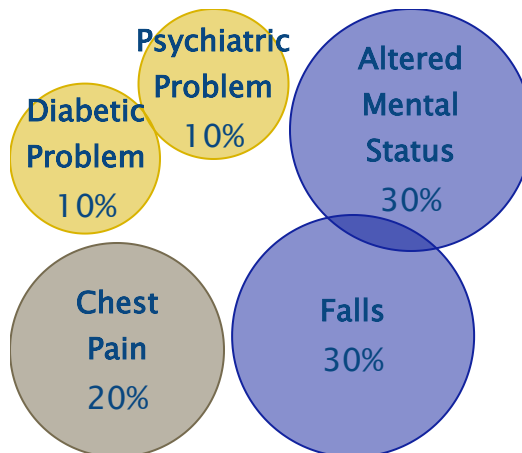 Psychiatric
Problem
10%
Altered
Mental
Status
30%
Diabetic
Problem
10%
Chest
Pain
20%
Falls
30%